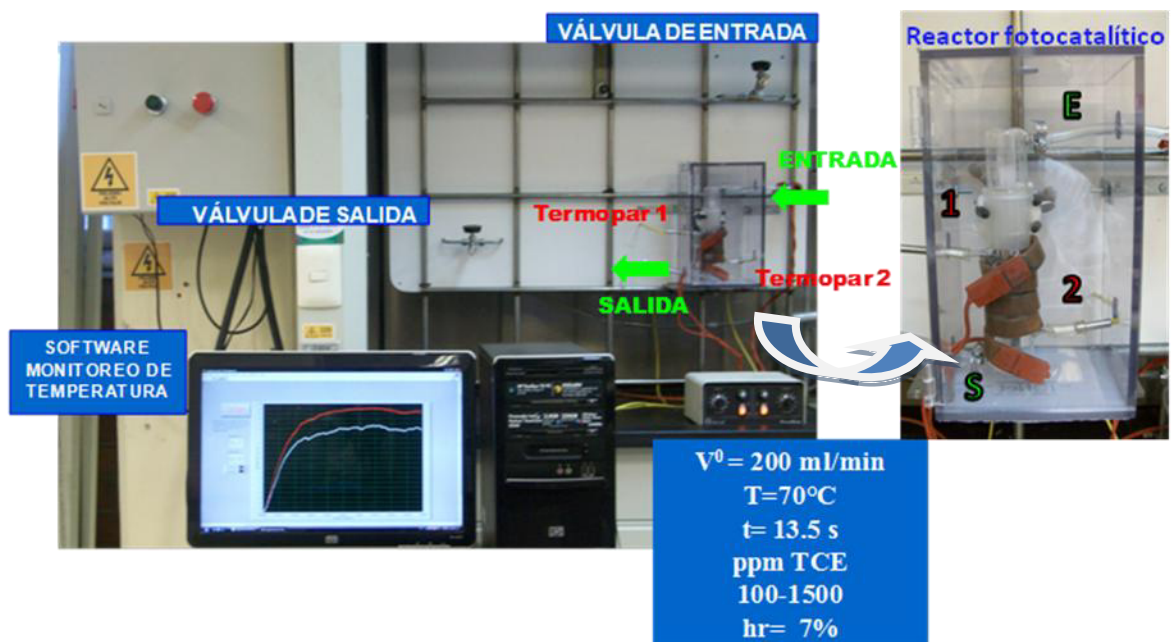 VÁLVULA DE ENTRADA
Reactor fotocatalítico
E
ENTRADA
VÁLVULA DE SALIDA
Termopar 1
1
Termopar 2
2
SALIDA
SOFTWARE
MONITOREO DE
TEMPERATURA
S
V⁰ = 200 ml/min
T=70°C
t= 13.5 s
ppm TCE
100-1500
hr= 7%